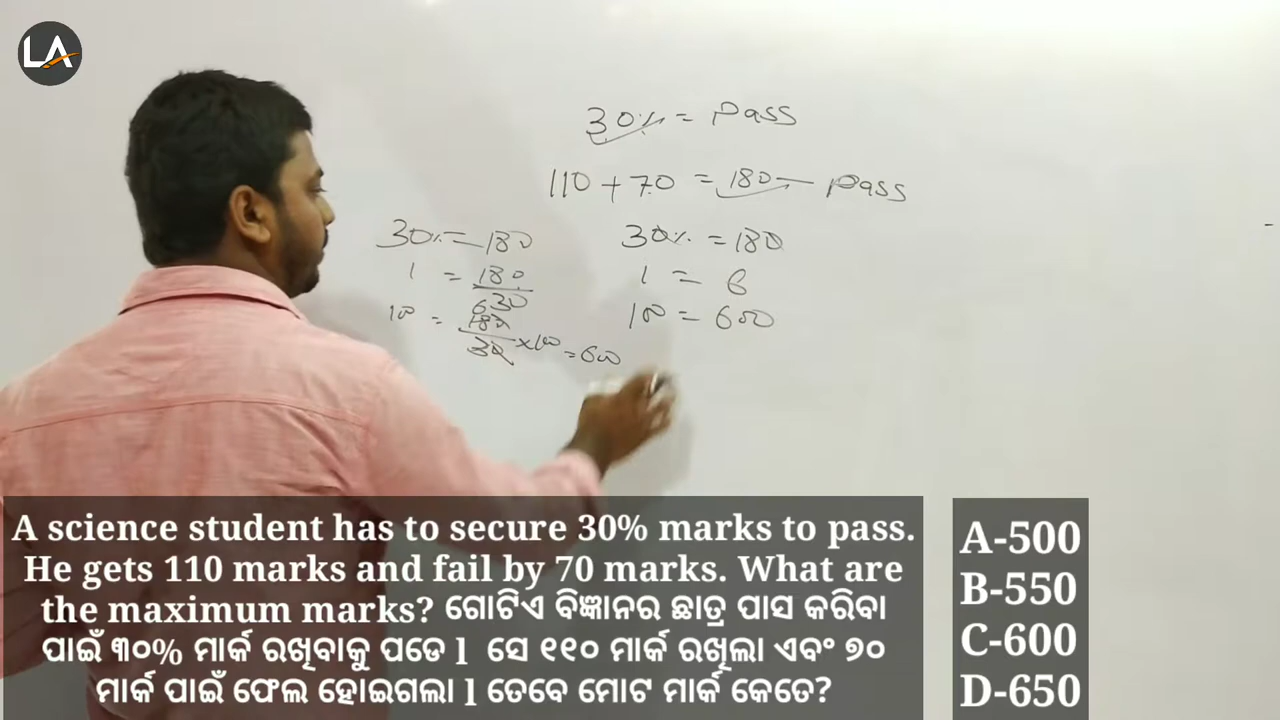 LA
30% = Pass
110 + 70 = 180 — Pass
30% = 180
1 = 180/30
100 = 180/30 × 100 = 600
6
30% = 180
1 = 6
100 = 600
A science student has to secure 30% marks to pass.
He gets 110 marks and fail by 70 marks. What are
the maximum marks? ଗୋଟିଏ ବିଜ୍ଞାନର ଛାତ୍ର ପାସ କରିବା
ପାଇଁ ୩୦% ମାର୍କ ରଖିବାକୁ ପଡେ l ସେ ୧୧୦ ମାର୍କ ରଖିଲା ଏବଂ ୭୦
ମାର୍କ ପାଇଁ ଫେଲ ହୋଇଗଲା l ତେବେ ମୋଟ ମାର୍କ କେତେ?
A-500
B-550
C-600
D-650